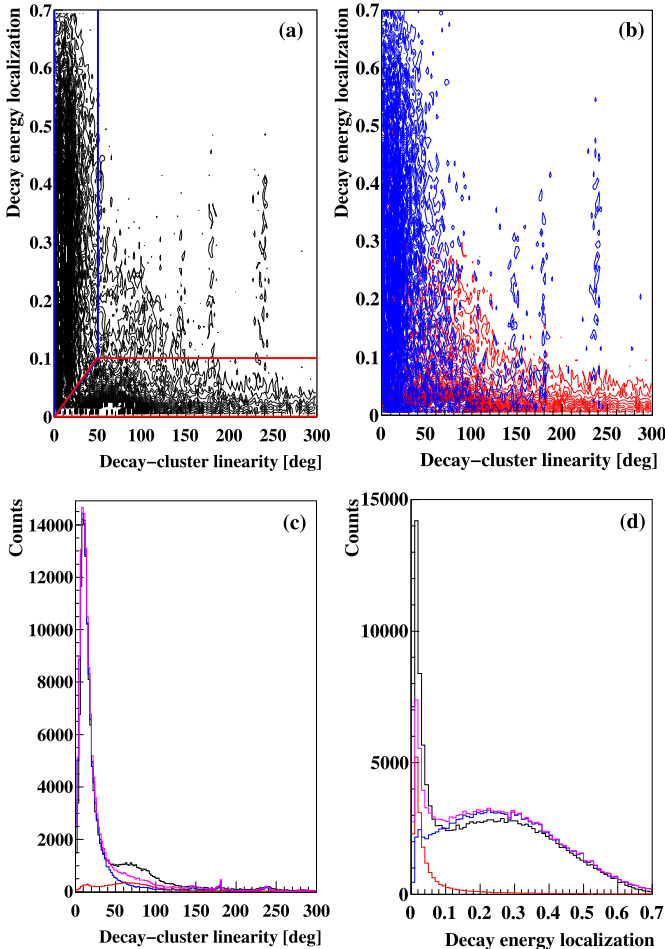 (a)
Decay energy localization
0.7
0.6
0.5
0.4
0.3
0.2
0.1
0
0 50 100 150 200 250 300
Decay−cluster linearity [deg]
(b)
Decay energy localization
0.7
0.6
0.5
0.4
0.3
0.2
0.1
0
0 50 100 150 200 250 300
Decay−cluster linearity [deg]
(c)
Counts
14000
12000
10000
8000
6000
4000
2000
0
0 50 100 150 200 250 300
Decay−cluster linearity [deg]
(d)
Counts
15000
10000
5000
0
0 0.1 0.2 0.3 0.4 0.5 0.6 0.7
Decay energy localization